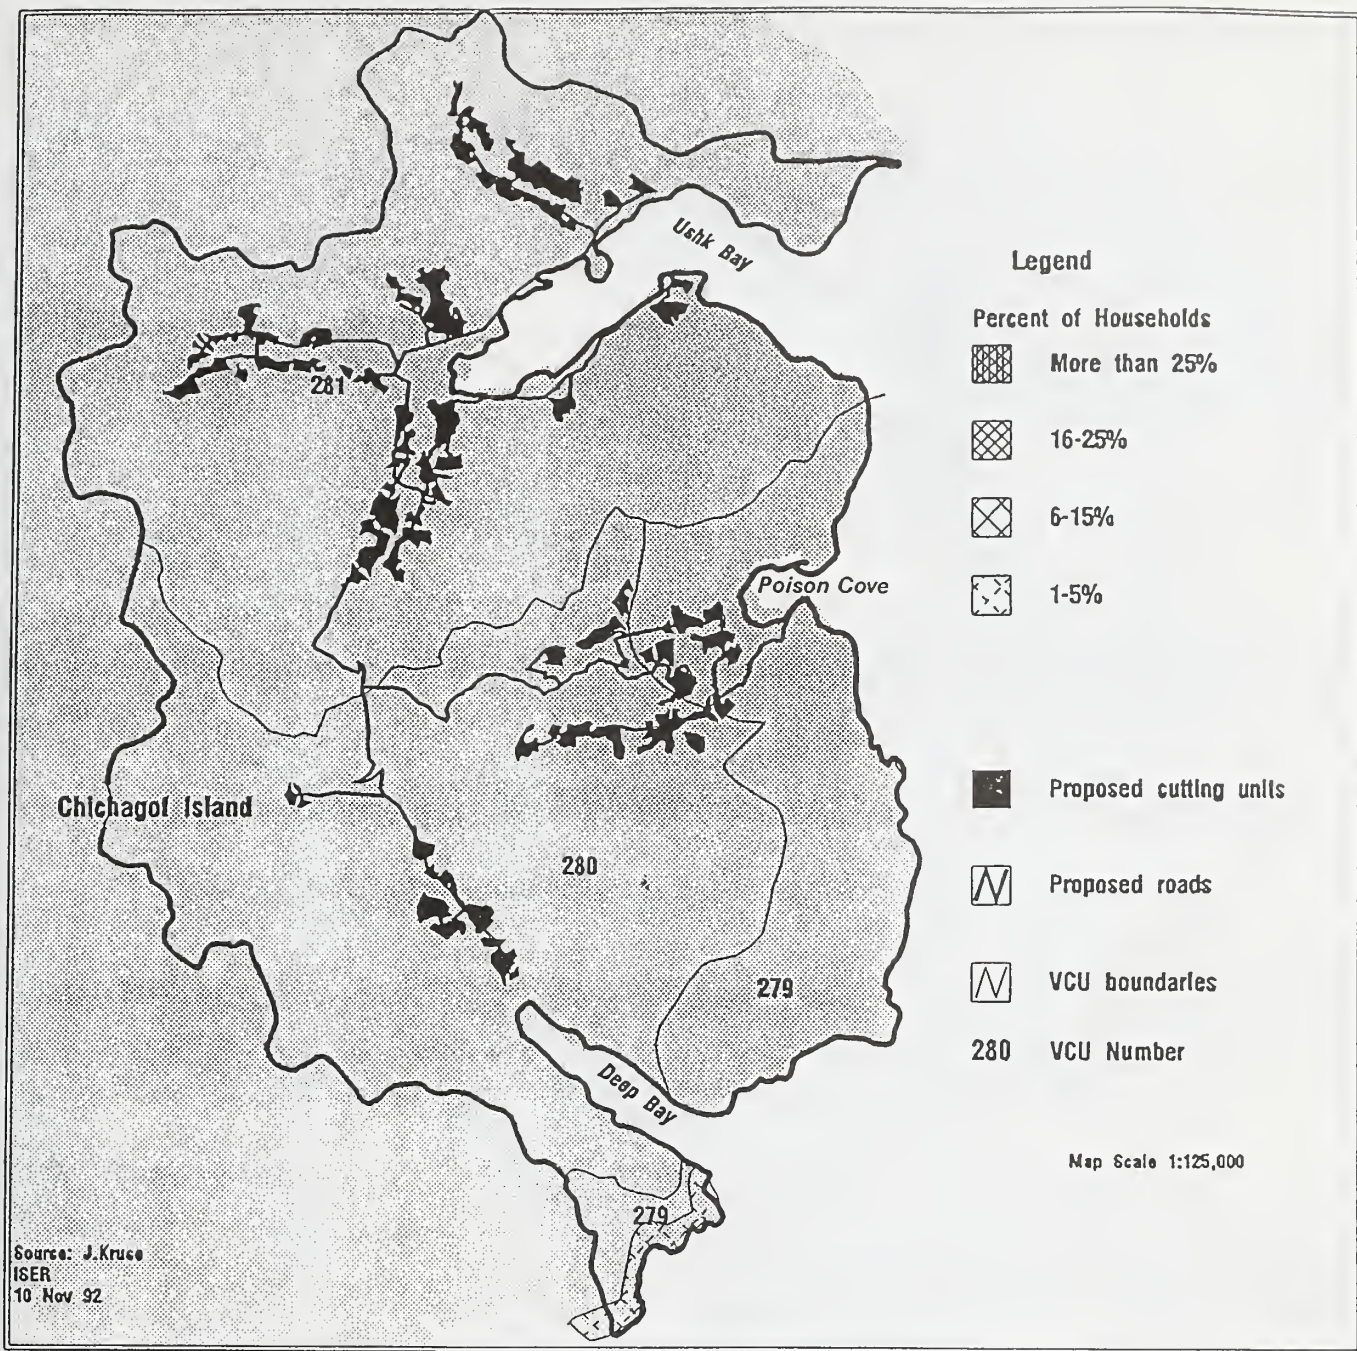 Ushk Bay
Legend
Percent of Households
More than 25%
281
16-25%
6-15%
Poison Cove
1-5%
Proposed cutting units
Chichagof Island
280
Proposed roads
279
VCU boundaries
280 VCU Number
Deep Bay
Map Scale 1:125,000
279
Source: J.Kruse
ISER
10 Nov 92